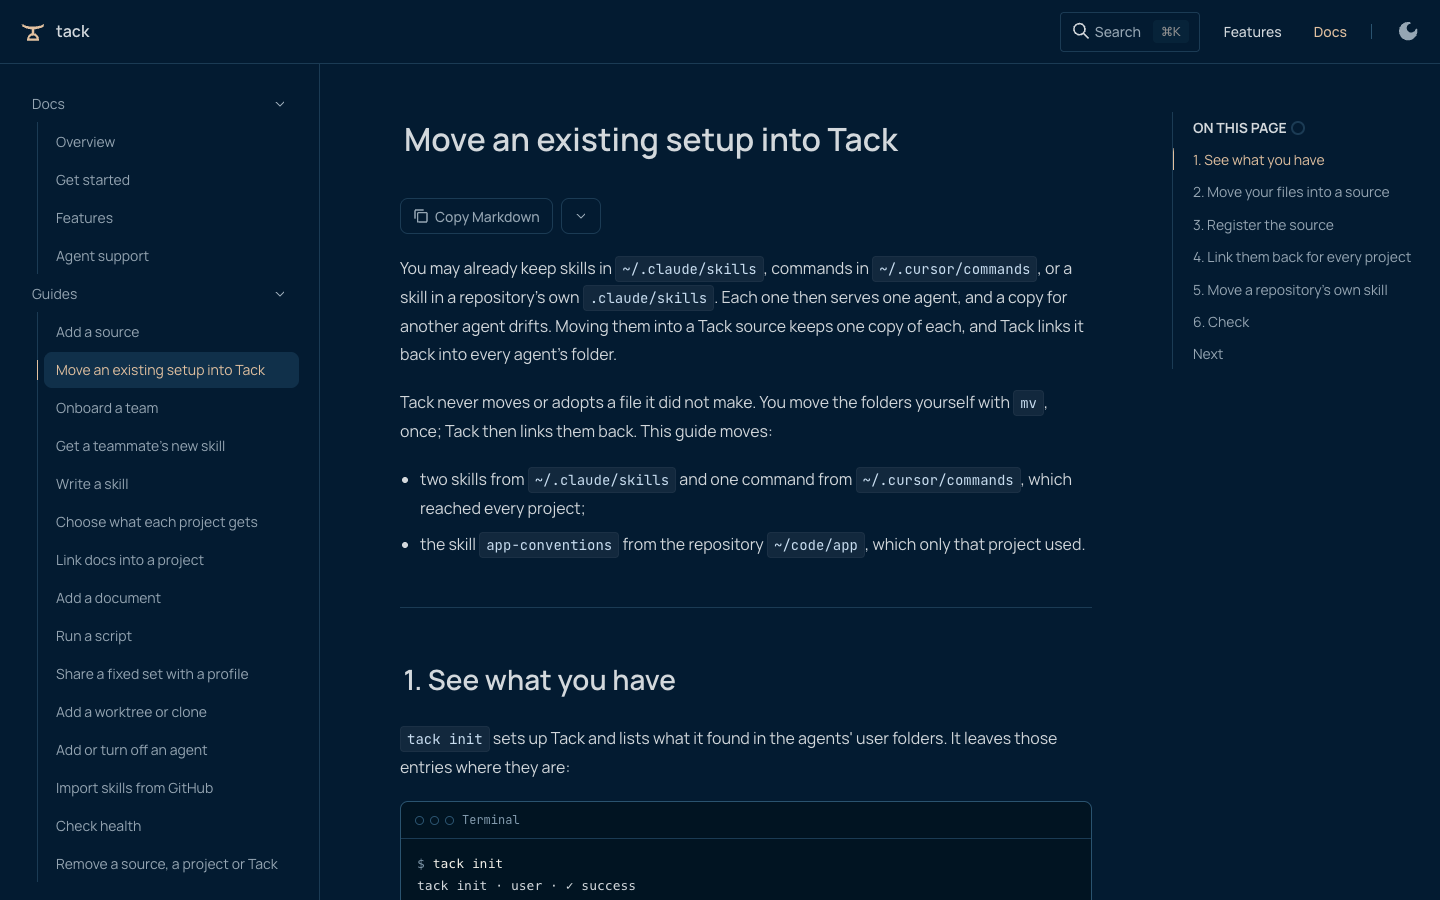 tack
Search ⌘K
Features
Docs
Docs
Overview
Get started
Features
Agent support
Guides
Add a source
Move an existing setup into Tack
Onboard a team
Get a teammate's new skill
Write a skill
Choose what each project gets
Link docs into a project
Add a document
Run a script
Share a fixed set with a profile
Add a worktree or clone
Add or turn off an agent
Import skills from GitHub
Check health
Remove a source, a project or Tack
Move an existing setup into Tack
Copy Markdown
You may already keep skills in ~/.claude/skills, commands in ~/.cursor/commands, or a
skill in a repository's own .claude/skills. Each one then serves one agent, and a copy for
another agent drifts. Moving them into a Tack source keeps one copy of each, and Tack links it
back into every agent's folder.
Tack never moves or adopts a file it did not make. You move the folders yourself with mv,
once; Tack then links them back. This guide moves:
• two skills from ~/.claude/skills and one command from ~/.cursor/commands, which
reached every project;
• the skill app-conventions from the repository ~/code/app, which only that project used.
1. See what you have
tack init sets up Tack and lists what it found in the agents' user folders. It leaves those
entries where they are:
Terminal
$ tack init
tack init · user · ✓ success
ON THIS PAGE
1. See what you have
2. Move your files into a source
3. Register the source
4. Link them back for every project
5. Move a repository's own skill
6. Check
Next